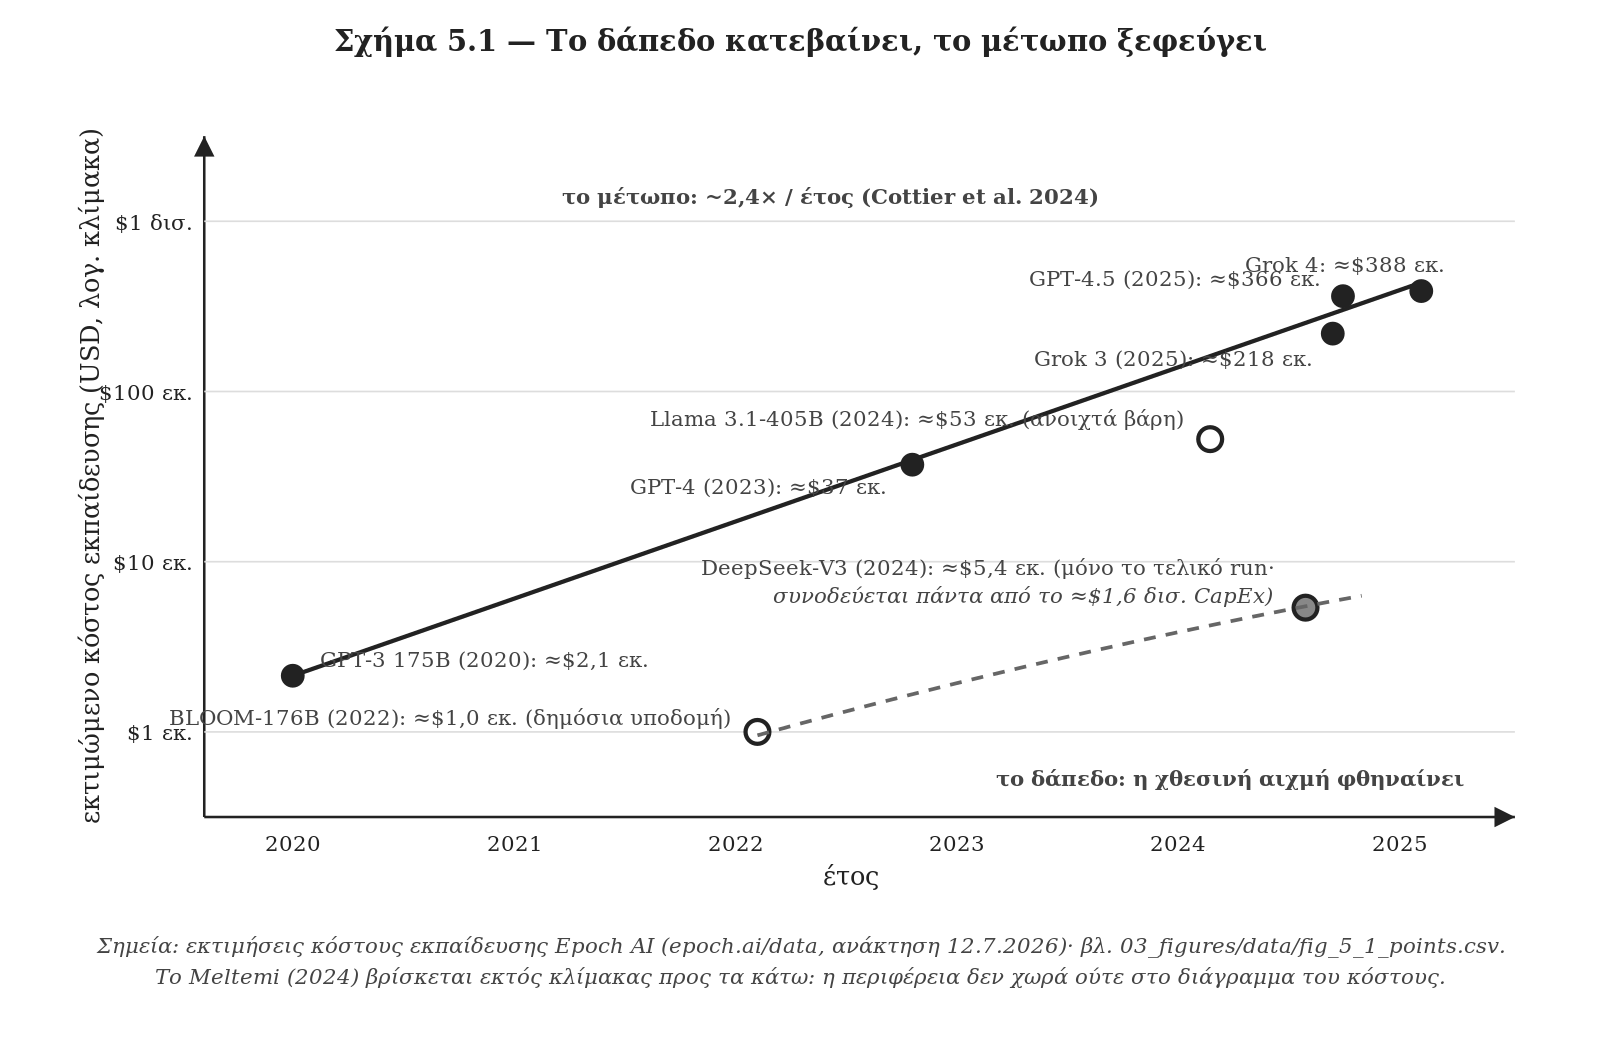 Σχήμα 5.1 — Το δάπεδο κατεβαίνει, το μέτωπο ξεφεύγει
εκτιμώμενο κόστος εκπαίδευσης (USD, λογ. κλίμακα)
το μέτωπο: ~2,4× / έτος (Cottier et al. 2024)
$1 δισ.
Grok 4: ≈$388 εκ.
GPT-4.5 (2025): ≈$366 εκ.
Grok 3 (2025): ≈$218 εκ.
$100 εκ.
Llama 3.1-405B (2024): ≈$53 εκ. (ανοιχτά βάρη)
GPT-4 (2023): ≈$37 εκ.
$10 εκ.
DeepSeek-V3 (2024): ≈$5,4 εκ. (μόνο το τελικό run·
συνοδεύεται πάντα από το ≈$1,6 δισ. CapEx)
GPT-3 175B (2020): ≈$2,1 εκ.
BLOOM-176B (2022): ≈$1,0 εκ. (δημόσια υποδομή)
$1 εκ.
το δάπεδο: η χθεσινή αιχμή φθηναίνει
2020 2021 2022 2023 2024 2025
έτος
Σημεία: εκτιμήσεις κόστους εκπαίδευσης Epoch AI (epoch.ai/data, ανάκτηση 12.7.2026)· βλ. 03_figures/data/fig_5_1_points.csv.
Το Meltemi (2024) βρίσκεται εκτός κλίμακας προς τα κάτω: η περιφέρεια δεν χωρά ούτε στο διάγραμμα του κόστους.